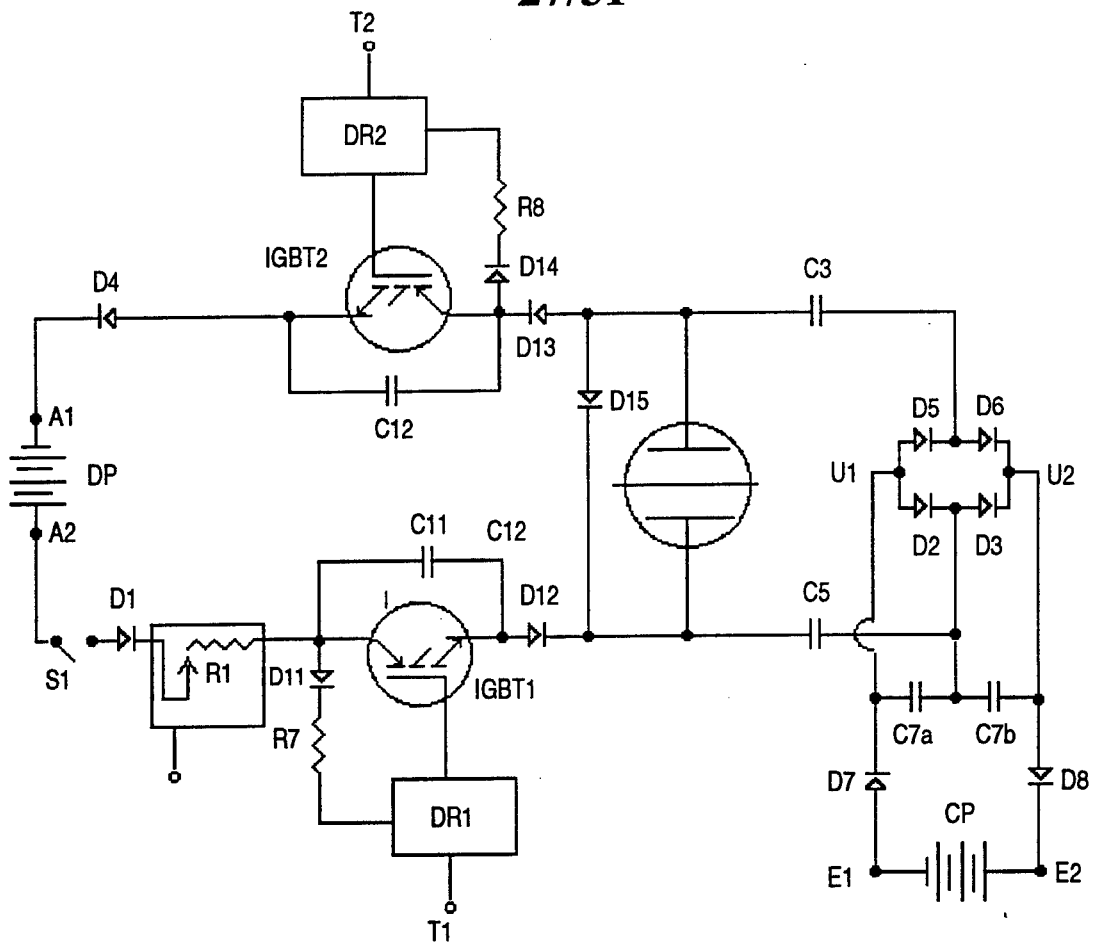 T2
DR2
R8
IGBT2
D14
D4
C3
D13
D15
C12
A1
D5 D6
DP
U1 U2
A2
D2 D3
C11 C12
D1
D12
C5
R1
D11
S1
IGBT1
R7
C7a C7b
D7 D8
DR1
CP
E1 E2
T1